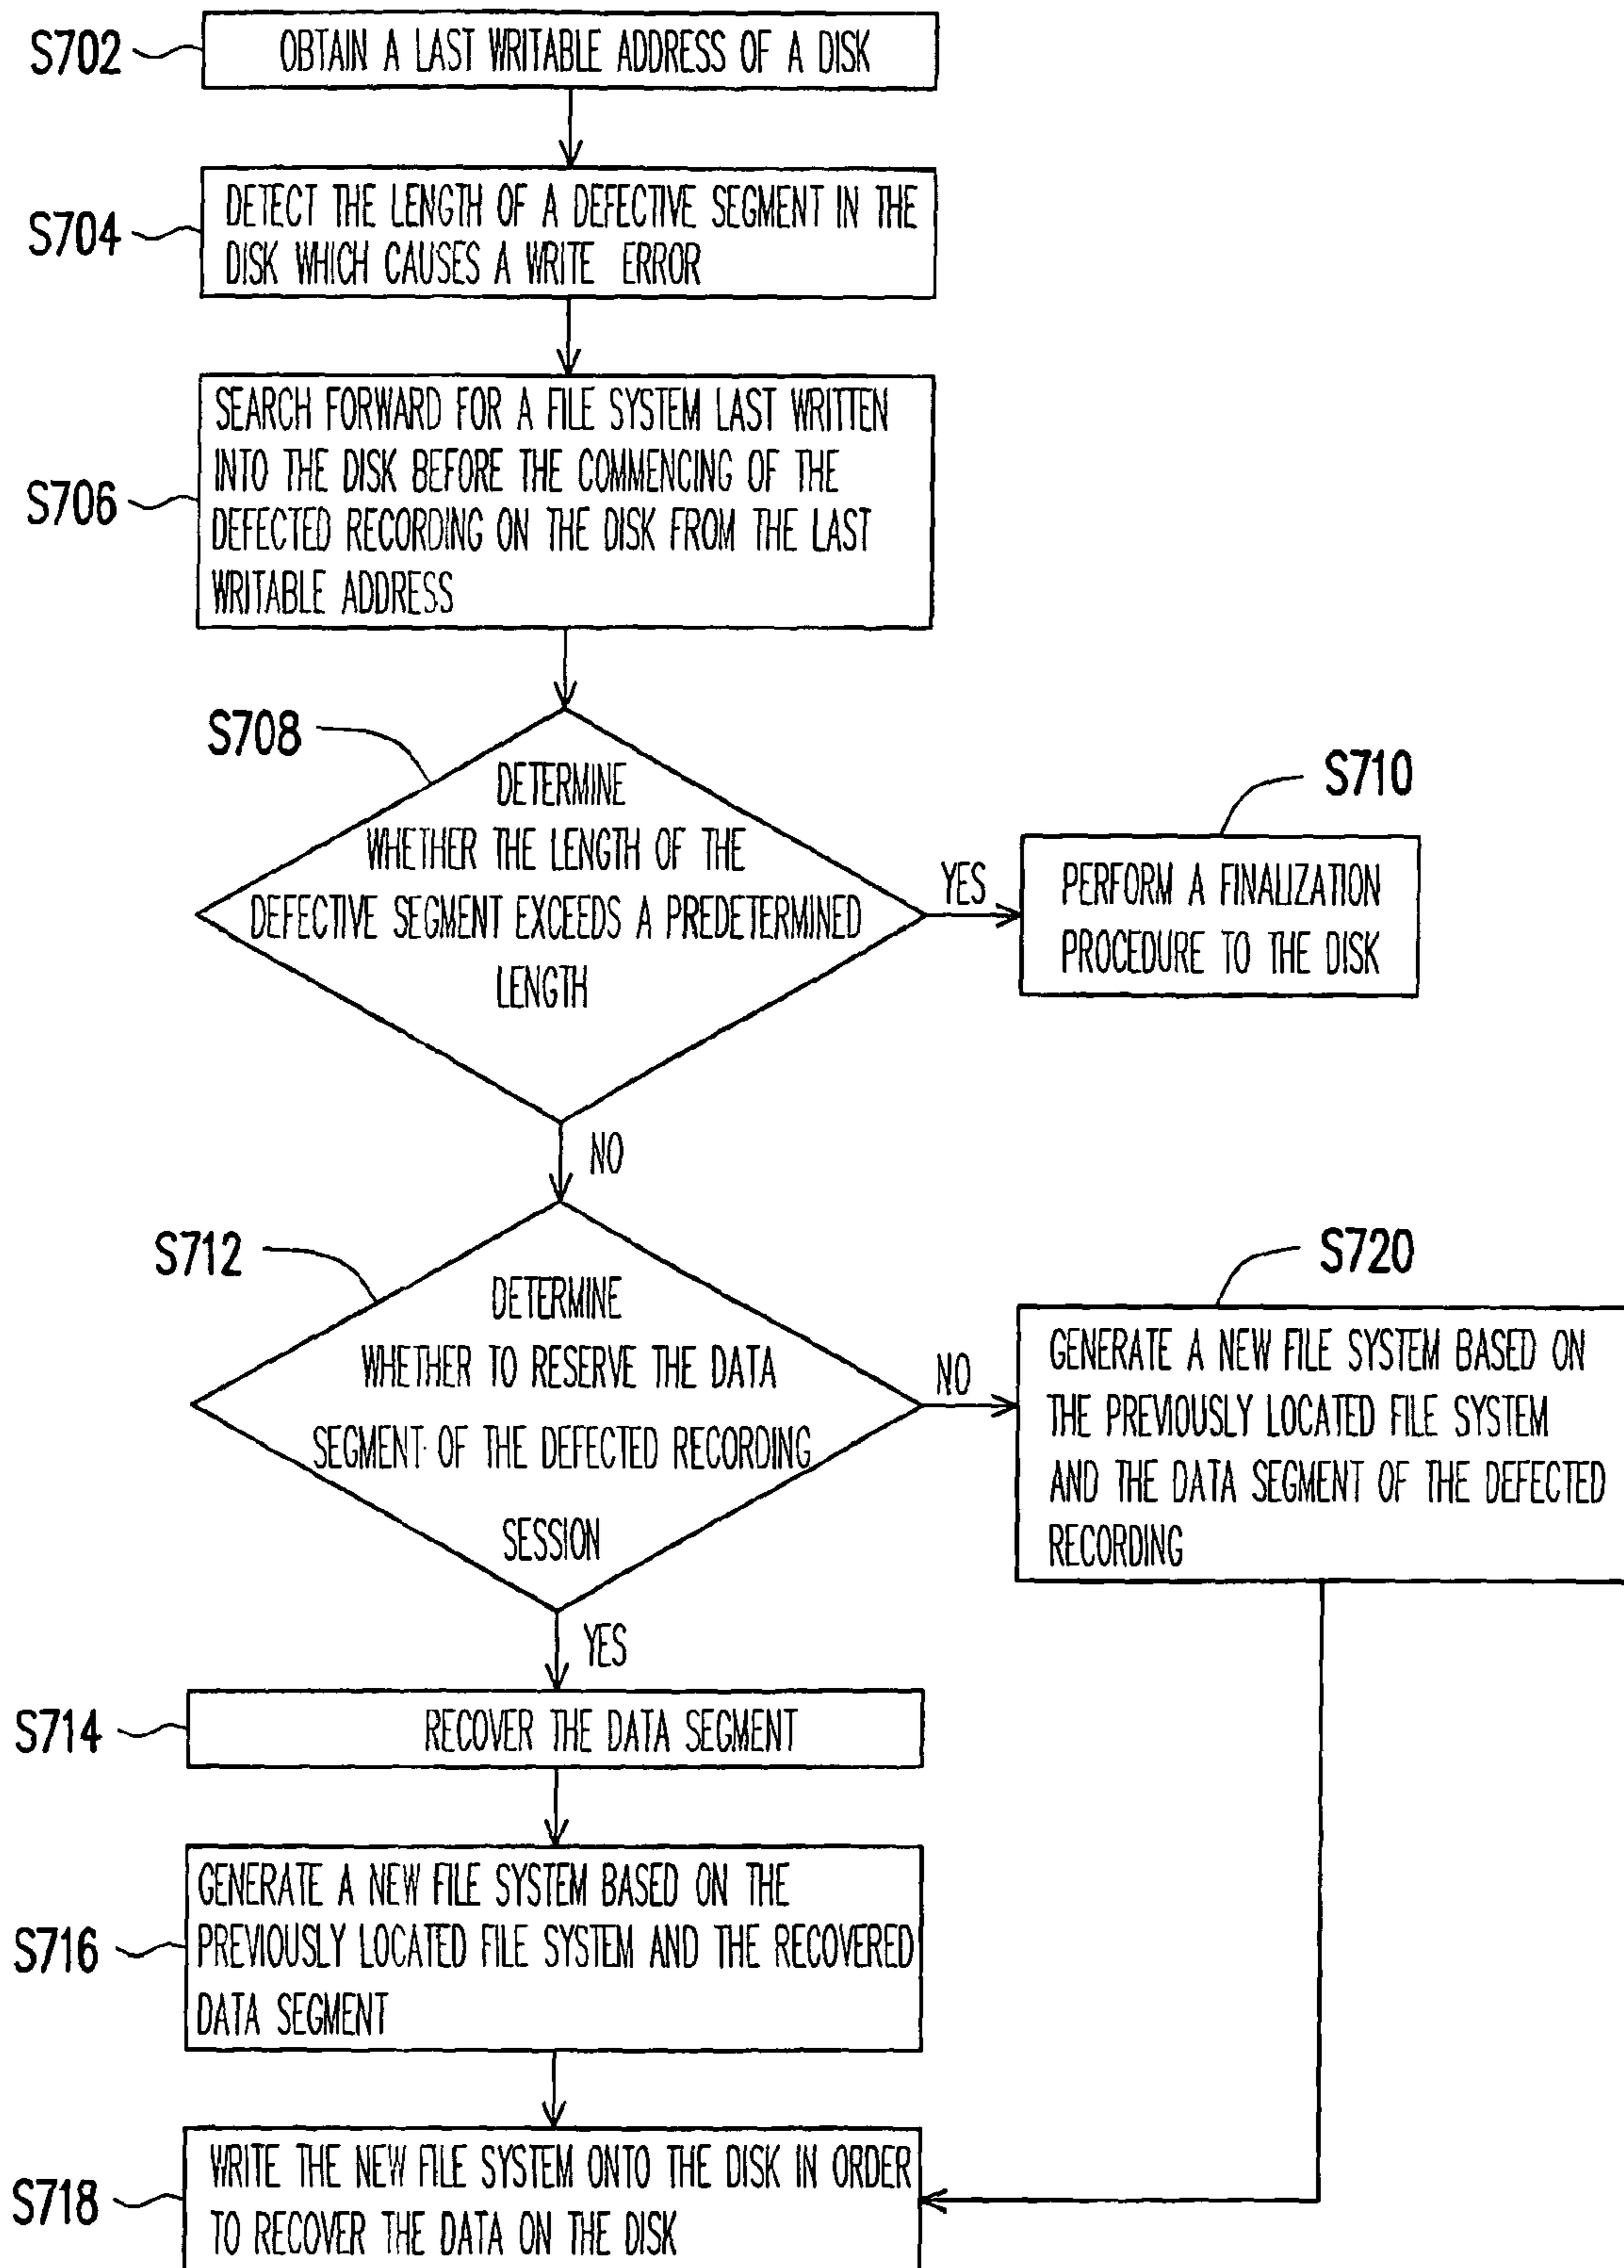 S702
OBTAIN A LAST WRITABLE ADDRESS OF A DISK
S704
DETECT THE LENGTH OF A DEFECTIVE SEGMENT IN THE
DISK WHICH CAUSES A WRITE ERROR
S706
SEARCH FORWARD FOR A FILE SYSTEM LAST WRITTEN
INTO THE DISK BEFORE THE COMMENCING OF THE
DEFECTED RECORDING ON THE DISK FROM THE LAST
WRITABLE ADDRESS
S708
DETERMINE
WHETHER THE LENGTH OF THE
DEFECTIVE SEGMENT EXCEEDS A PREDETERMINED
LENGTH
YES
S710
PERFORM A FINALIZATION
PROCEDURE TO THE DISK
NO
S712
DETERMINE
WHETHER TO RESERVE THE DATA
SEGMENT OF THE DEFECTED RECORDING
SESSION
NO
S720
GENERATE A NEW FILE SYSTEM BASED ON
THE PREVIOUSLY LOCATED FILE SYSTEM
AND THE DATA SEGMENT OF THE DEFECTED
RECORDING
YES
S714
RECOVER THE DATA SEGMENT
S716
GENERATE A NEW FILE SYSTEM BASED ON THE
PREVIOUSLY LOCATED FILE SYSTEM AND THE RECOVERED
DATA SEGMENT
S718
WRITE THE NEW FILE SYSTEM ONTO THE DISK IN ORDER
TO RECOVER THE DATA ON THE DISK